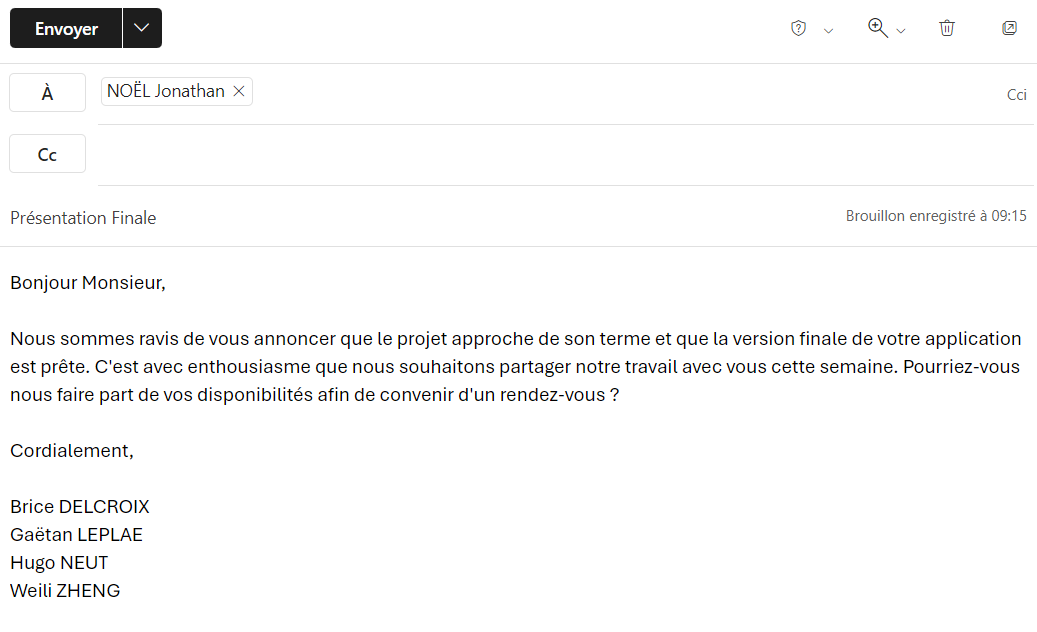 Envoyer
À
NOËL Jonathan
Cci
Cc
Présentation Finale
Brouillon enregistré à 09:15
Bonjour Monsieur,
Nous sommes ravis de vous annoncer que le projet approche de son terme et que la version finale de votre application
est prête. C'est avec enthousiasme que nous souhaitons partager notre travail avec vous cette semaine. Pourriez-vous
nous faire part de vos disponibilités afin de convenir d'un rendez-vous ?
Cordialement,
Brice DELCROIX
Gaëtan LEPLAE
Hugo NEUT
Weili ZHENG